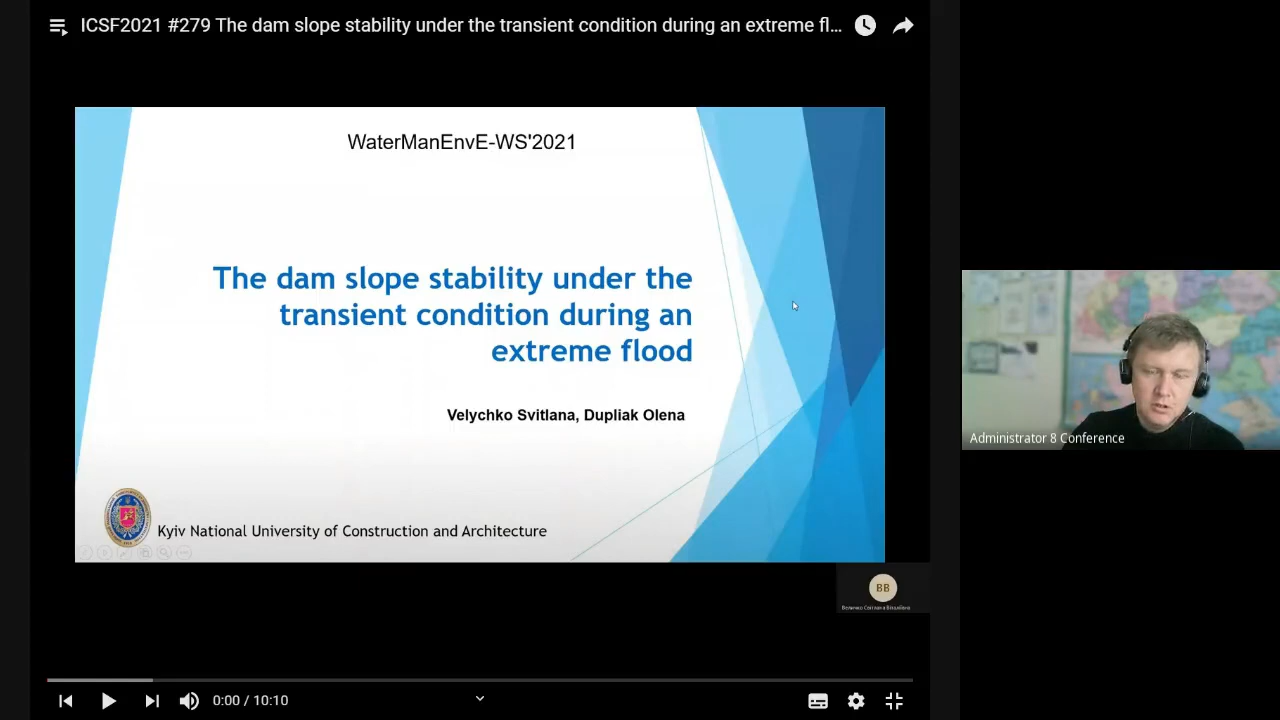 ICSF2021 #279 The dam slope stability under the transient condition during an extreme fl...
WaterManEnvE-WS'2021
The dam slope stability under the
transient condition during an
extreme flood
Velychko Svitlana, Dupliak Olena
Kyiv National University of Construction and Architecture
BB
Administrator 8 Conference
0:00 / 10:10